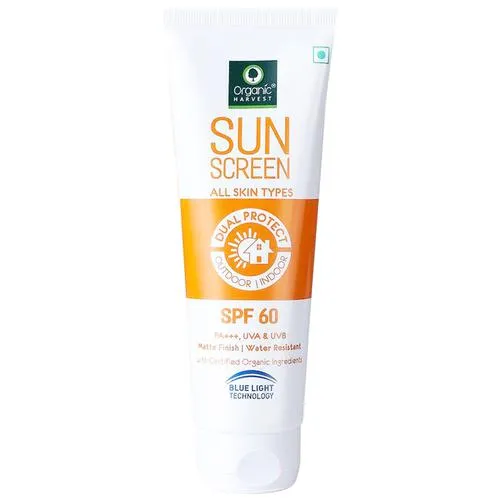 Organic®
HARVEST
SUN
SCREEN
ALL SKIN TYPES
DUAL PROTECT
OUTDOOR | INDOOR
SPF 60
PA+++, UVA & UVB
Matte Finish | Water Resistant
with Certified Organic Ingredients
BLUE LIGHT
TECHNOLOGY